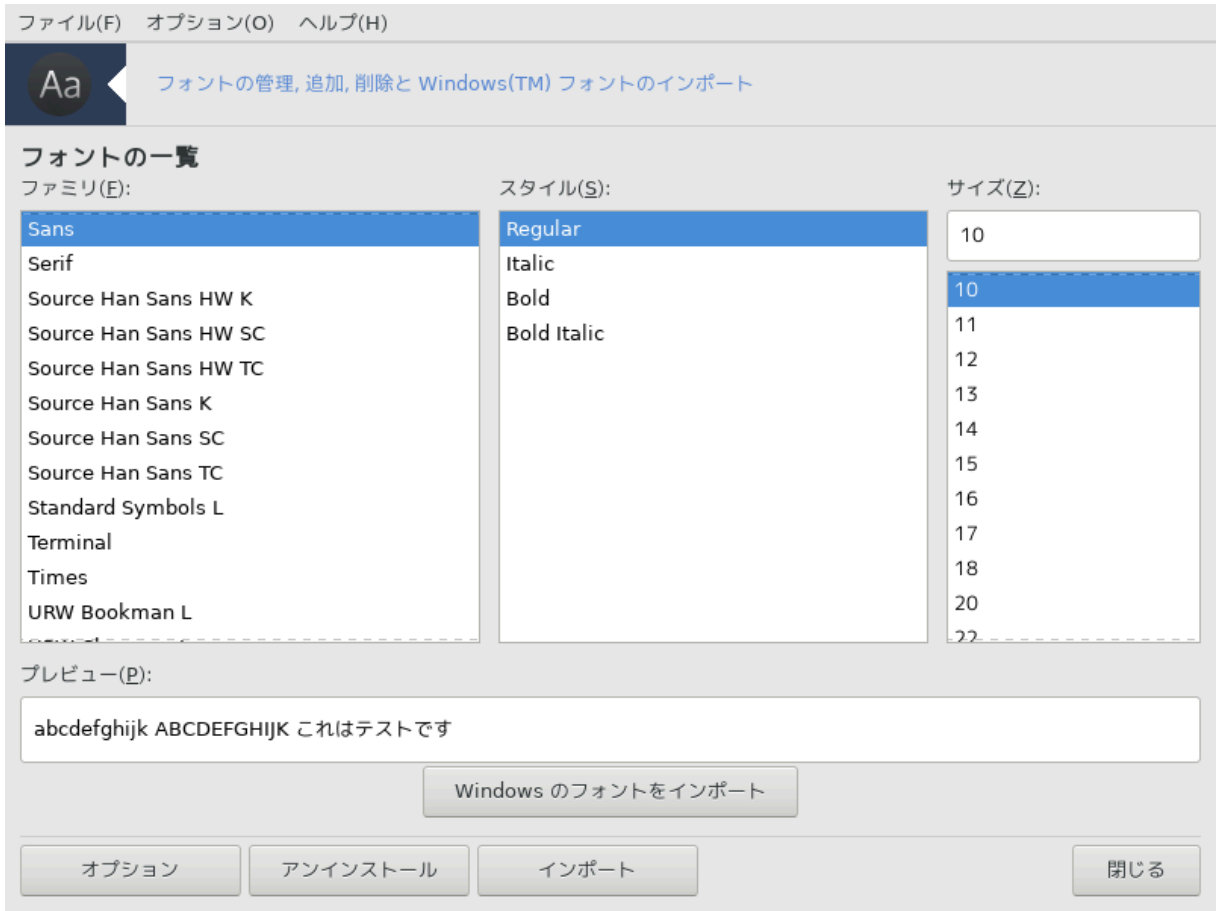 ファイル(F) オプション(O) ヘルプ(H)
Aa
フォントの管理, 追加, 削除と Windows(TM) フォントのインポート
フォントの一覧
ファミリ(F):
Sans
Serif
Source Han Sans HW K
Source Han Sans HW SC
Source Han Sans HW TC
Source Han Sans K
Source Han Sans SC
Source Han Sans TC
Standard Symbols L
Terminal
Times
URW Bookman L
スタイル(S):
Regular
Italic
Bold
Bold Italic
サイズ(Z):
10
10
11
12
13
14
15
16
17
18
20
22
プレビュー(P):
abcdefghijk ABCDEFGHIJK これはテストです
Windows のフォントをインポート
オプション アンインストール インポート 閉じる